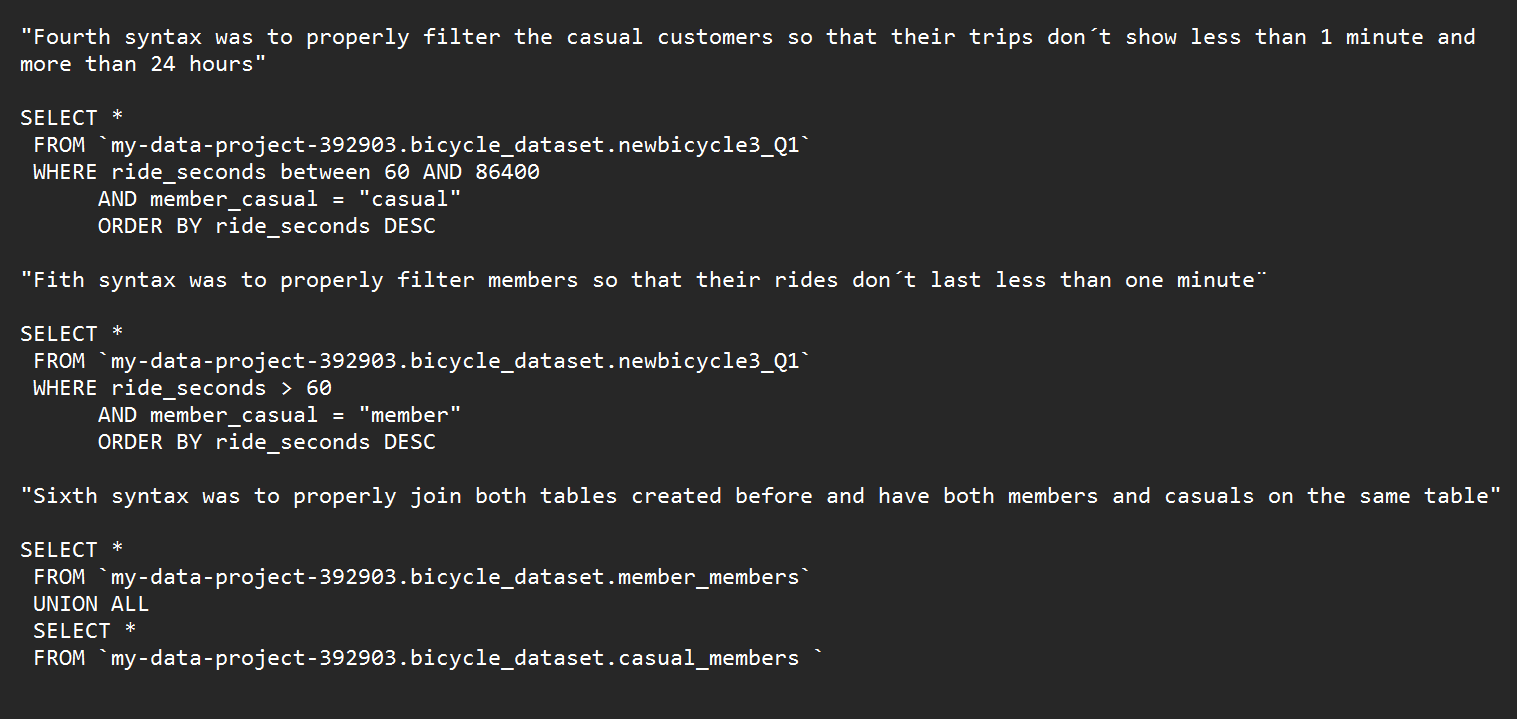 "Fourth syntax was to properly filter the casual customers so that their trips don´t show less than 1 minute and
more than 24 hours"
SELECT *
FROM `my-data-project-392903.bicycle_dataset.newbicycle3_Q1`
WHERE ride_seconds between 60 AND 86400
AND member_casual = "casual"
ORDER BY ride_seconds DESC
"Fith syntax was to properly filter members so that their rides don´t last less than one minute¨
SELECT *
FROM `my-data-project-392903.bicycle_dataset.newbicycle3_Q1`
WHERE ride_seconds > 60
AND member_casual = "member"
ORDER BY ride_seconds DESC
"Sixth syntax was to properly join both tables created before and have both members and casuals on the same table"
SELECT *
FROM `my-data-project-392903.bicycle_dataset.member_members`
UNION ALL
SELECT *
FROM `my-data-project-392903.bicycle_dataset.casual_members `